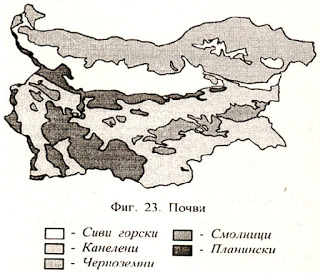 Фиг. 23. Почви
- Сиви горски
- Канелени
- Черноземни
- Смолници
- Планински